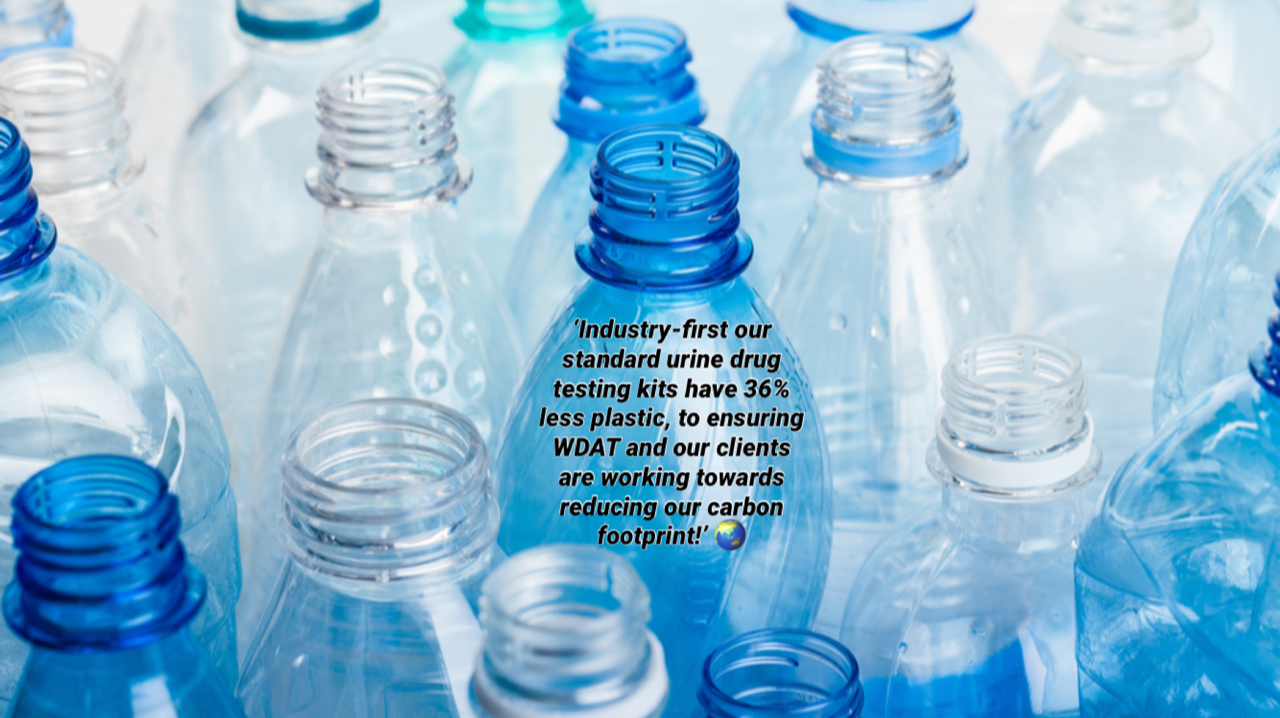 ‘Industry-first our
standard urine drug
testing kits have 36%
less plastic, to ensuring
WDAT and our clients
are working towards
reducing our carbon
footprint!’ 🌏